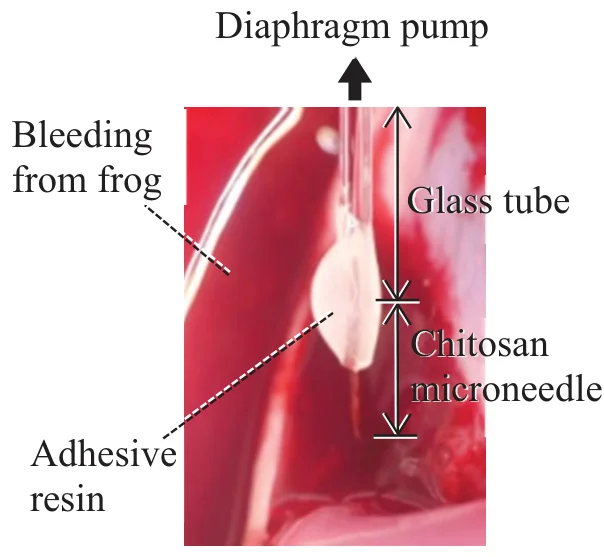 Diaphragm pump
Bleeding
from frog
Glass tube
Chitosan
microneedle
Adhesive
resin